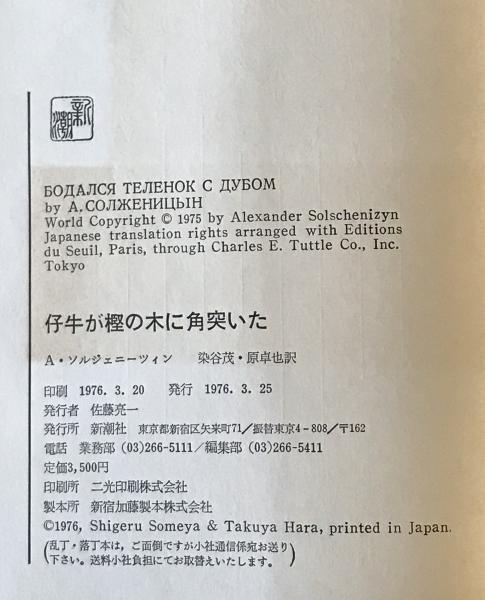 新潮
БОДАЛСЯ ТЕЛЕНОК С ДУБОМ
by А.СОЛЖЕНИЦЫН
World Copyright © 1975 by Alexander Solschenizyn
Japanese translation rights arranged with Editions
du Seuil, Paris, through Charles E. Tuttle Co., Inc.
Tokyo
仔牛が樫の木に角突いた
A・ソルジェニーツィン 染谷茂・原卓也訳
印刷 1976. 3. 20 発行 1976. 3. 25
発行者 佐藤亮一
発行所 新潮社 東京都新宿区矢来町71/振替東京4-808/〒162
電話 業務部 (03)266-5111/編集部 (03)266-5411
定価3,500円
印刷所 二光印刷株式会社
製本所 新宿加藤製本株式会社
©1976, Shigeru Someya & Takuya Hara, printed in Japan.
(乱丁・落丁本は，ご面倒ですが小社通信係宛お送り
下さい。送料小社負担にてお取替えいたします。)